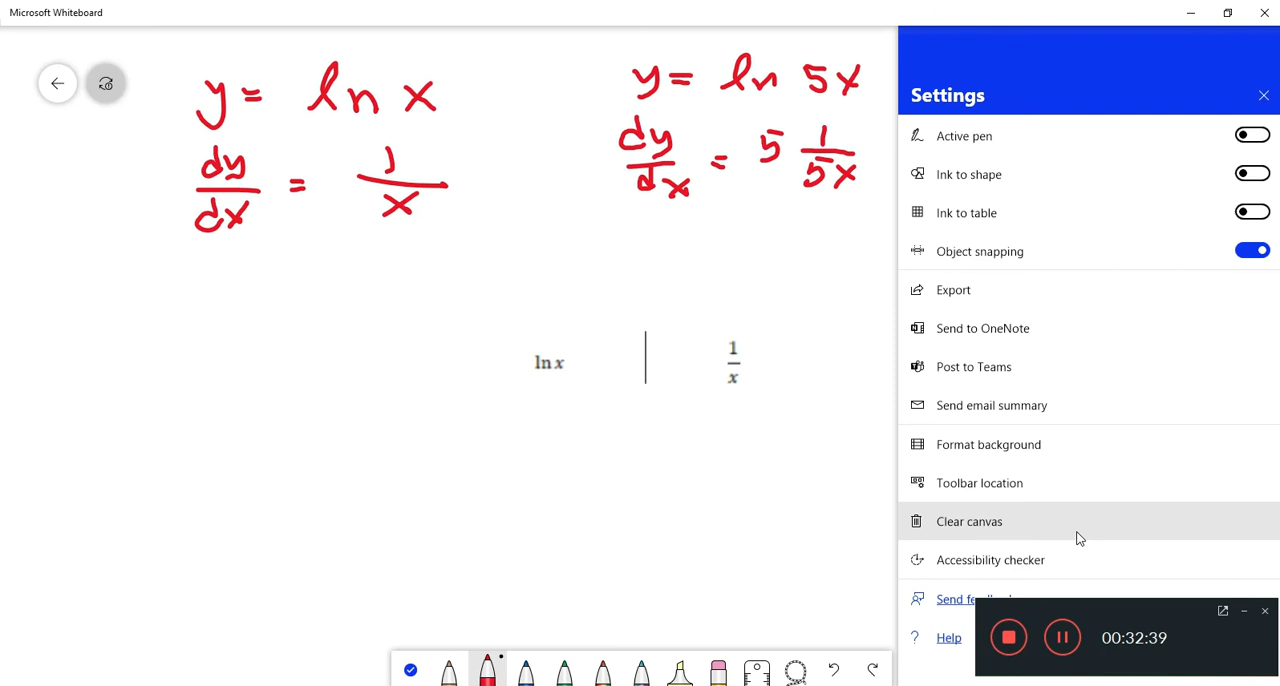 Microsoft Whiteboard
y = ln x
dy/dx = 1/x
y = ln 5x
dy/dx = 5 1/5x
ln x | 1/x
Settings
Active pen
Ink to shape
Ink to table
Object snapping
Export
Send to OneNote
Post to Teams
Send email summary
Format background
Toolbar location
Clear canvas
Accessibility checker
Send
? Help
00:32:39